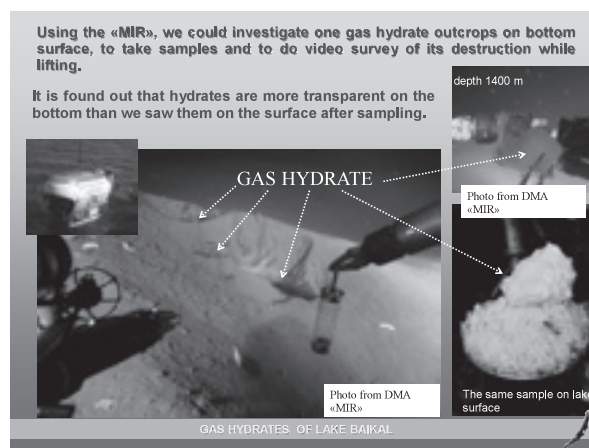 Using the «MIR», we could investigate one gas hydrate outcrops on bottom
surface, to take samples and to do video survey of its destruction while
lifting.
It is found out that hydrates are more transparent on the
bottom than we saw them on the surface after sampling.
depth 1400 m
GAS HYDRATE
Photo from DMA
«MIR»
Photo from DMA
«MIR»
The same sample on lake
surface
GAS HYDRATES OF LAKE BAIKAL